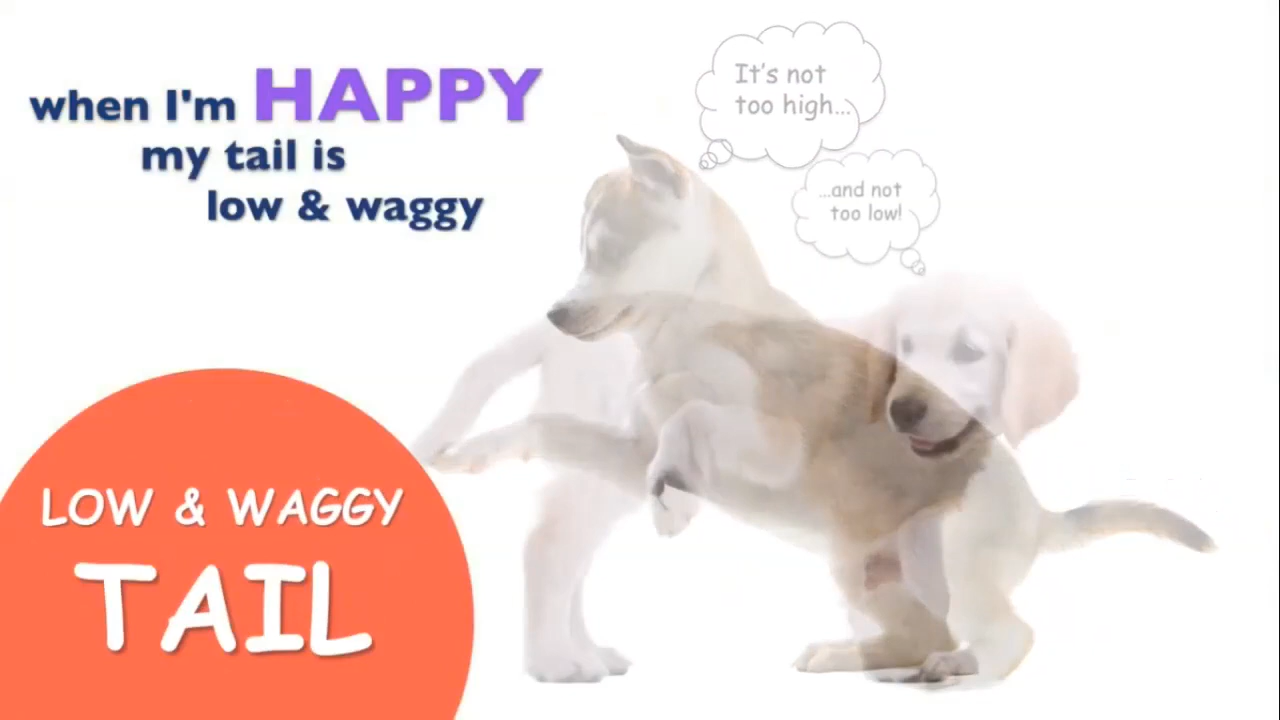 when I'm HAPPY
my tail is
low & waggy
It's not
too high...
...and not
too low!
LOW & WAGGY
TAIL